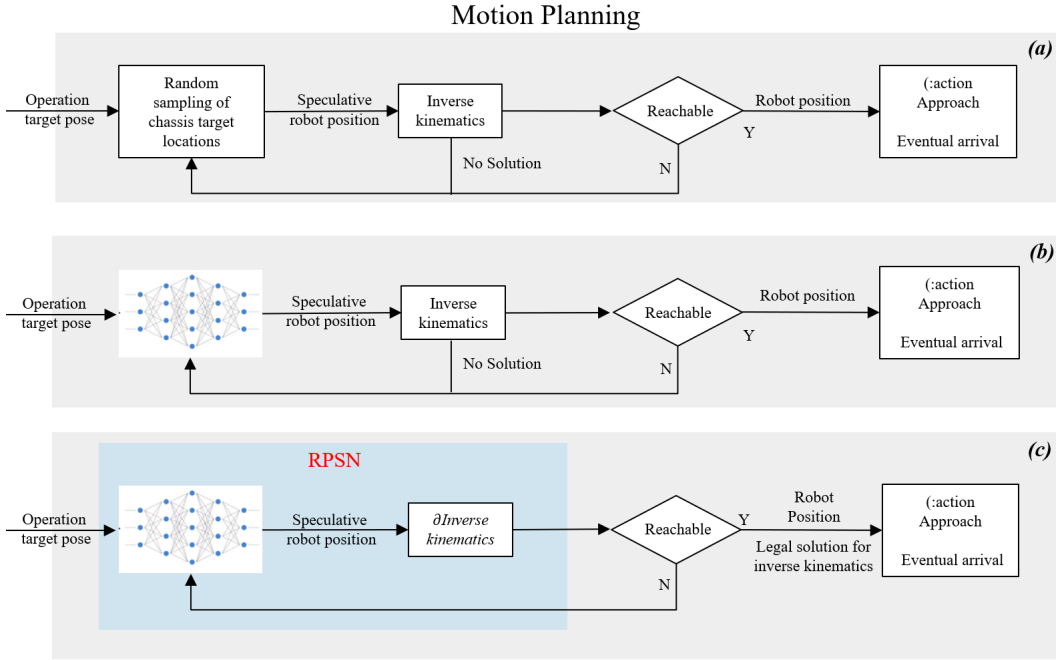 Motion Planning
(a)
Operation
target pose
Random
sampling of
chassis target
locations
Speculative
robot position
Inverse
kinematics
No Solution
Reachable
N
Y
Robot position
(:action
Approach
Eventual arrival
(b)
Operation
target pose
Speculative
robot position
Inverse
kinematics
No Solution
Reachable
N
Y
Robot position
(:action
Approach
Eventual arrival
(c)
RPSN
Operation
target pose
Speculative
robot position
∂Inverse
kinematics
Reachable
N
Y
Robot
Position
Legal solution for
inverse kinematics
(:action
Approach
Eventual arrival